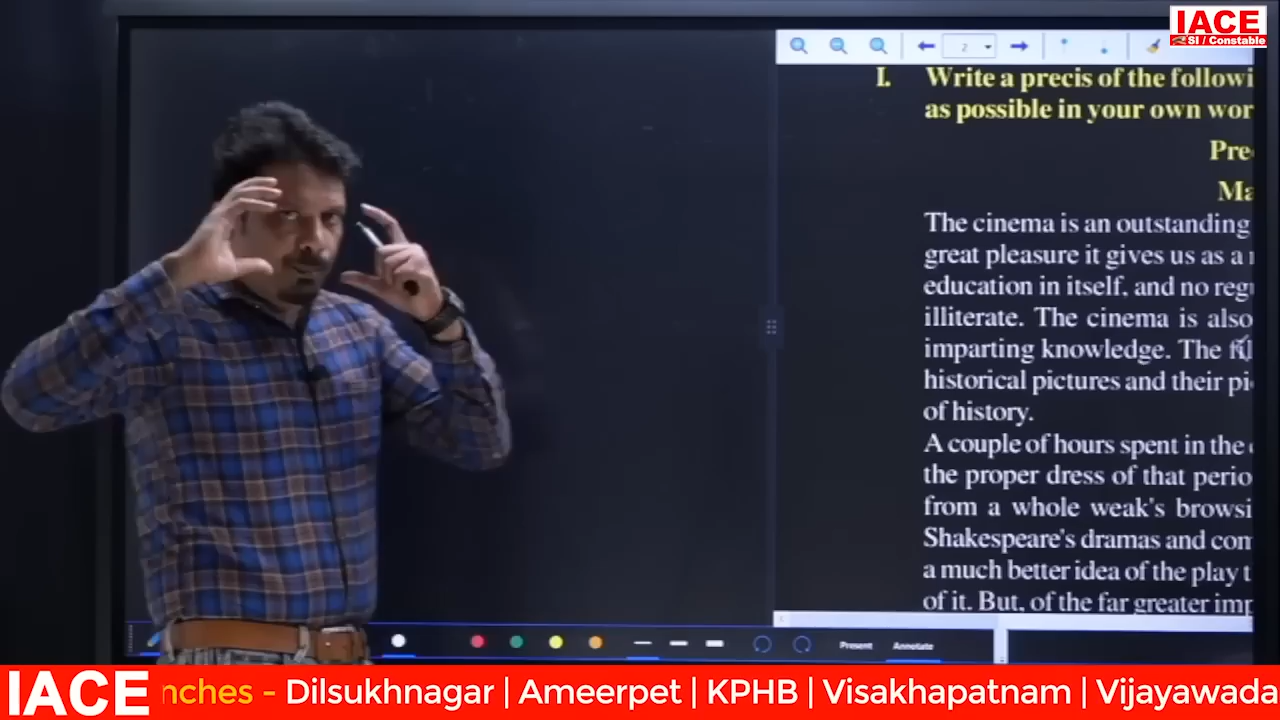 IACE
SI / Constable
2
I. Write a precis of the followi
as possible in your own wor
Pre
Ma
The cinema is an outstanding
great pleasure it gives us as a
education in itself, and no regu
illiterate. The cinema is also
imparting knowledge. The fil
historical pictures and their pi
of history.
A couple of hours spent in the
the proper dress of that perio
from a whole weak's browsi
Shakespeare's dramas and com
a much better idea of the play t
of it. But, of the far greater imp
Present Annotate
IACE nches - Dilsukhnagar | Ameerpet | KPHB | Visakhapatnam | Vijayawada